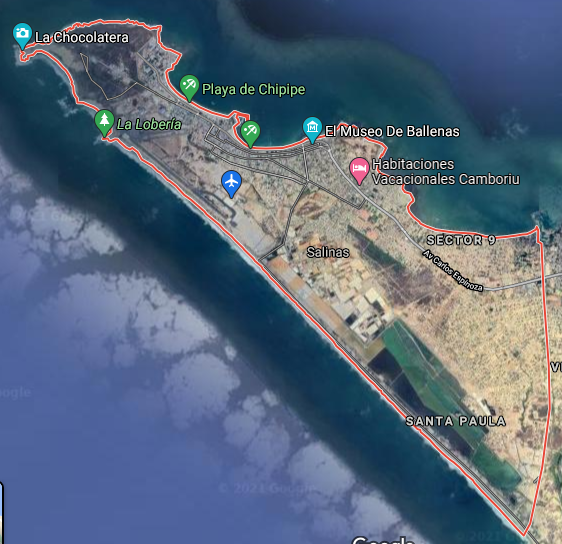 La Chocolatera
Playa de Chipipe
La Lobería
El Museo De Ballenas
Habitaciones
Vacacionales Camboriu
SECTOR 9
Salinas
Av Carlos Espinoza
SANTA PAULA
Google